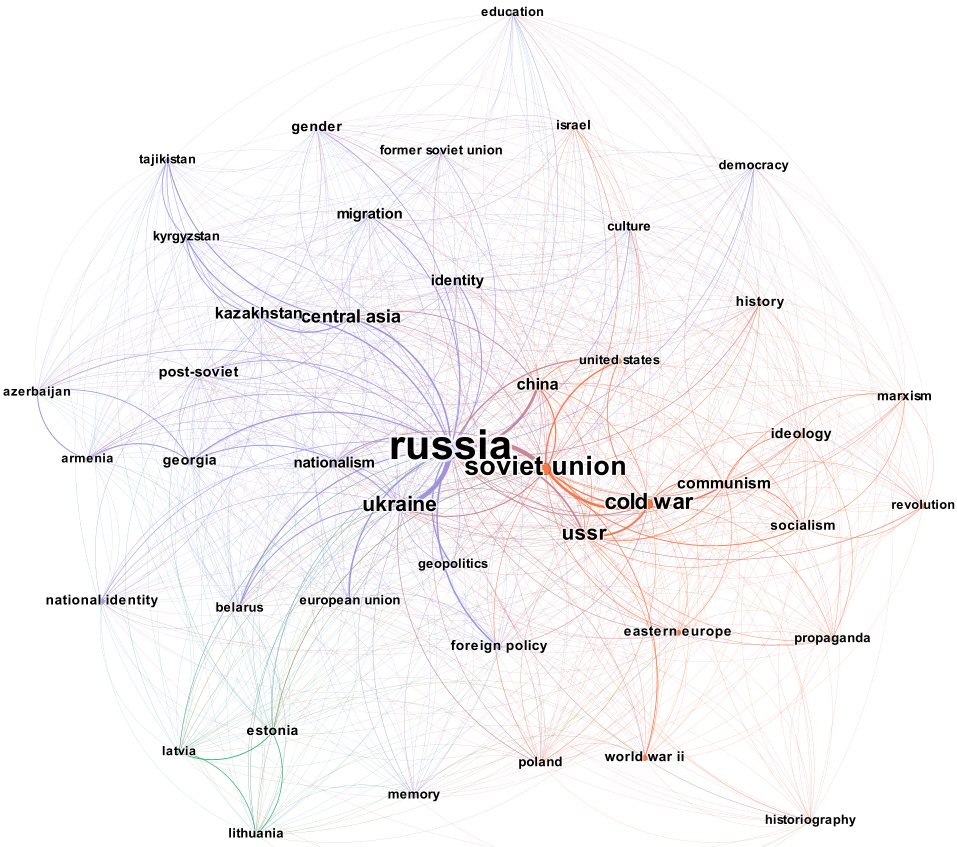 education
gender
israel
former soviet union
tajikistan
democracy
migration
culture
kyrgyzstan
identity
history
kazakhstan
central asia
united states
post-soviet
china
azerbaijan
marxism
ideology
russia
armenia
georgia
nationalism
soviet union
communism
ukraine
cold war
revolution
ussr
socialism
geopolitics
national identity
belarus
european union
eastern europe
propaganda
foreign policy
estonia
latvia
poland
world war ii
memory
historiography
lithuania